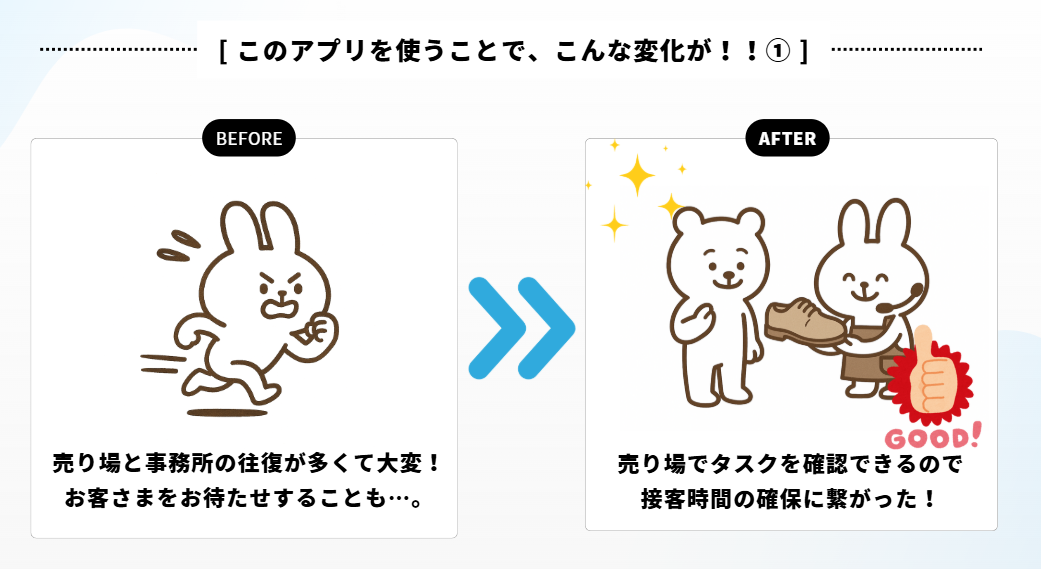 [ このアプリを使うことで、こんな変化が！！① ]
BEFORE
売り場と事務所の往復が多くて大変！
お客さまをお待たせすることも…。
AFTER
GOOD!
売り場でタスクを確認できるので
接客時間の確保に繋がった！